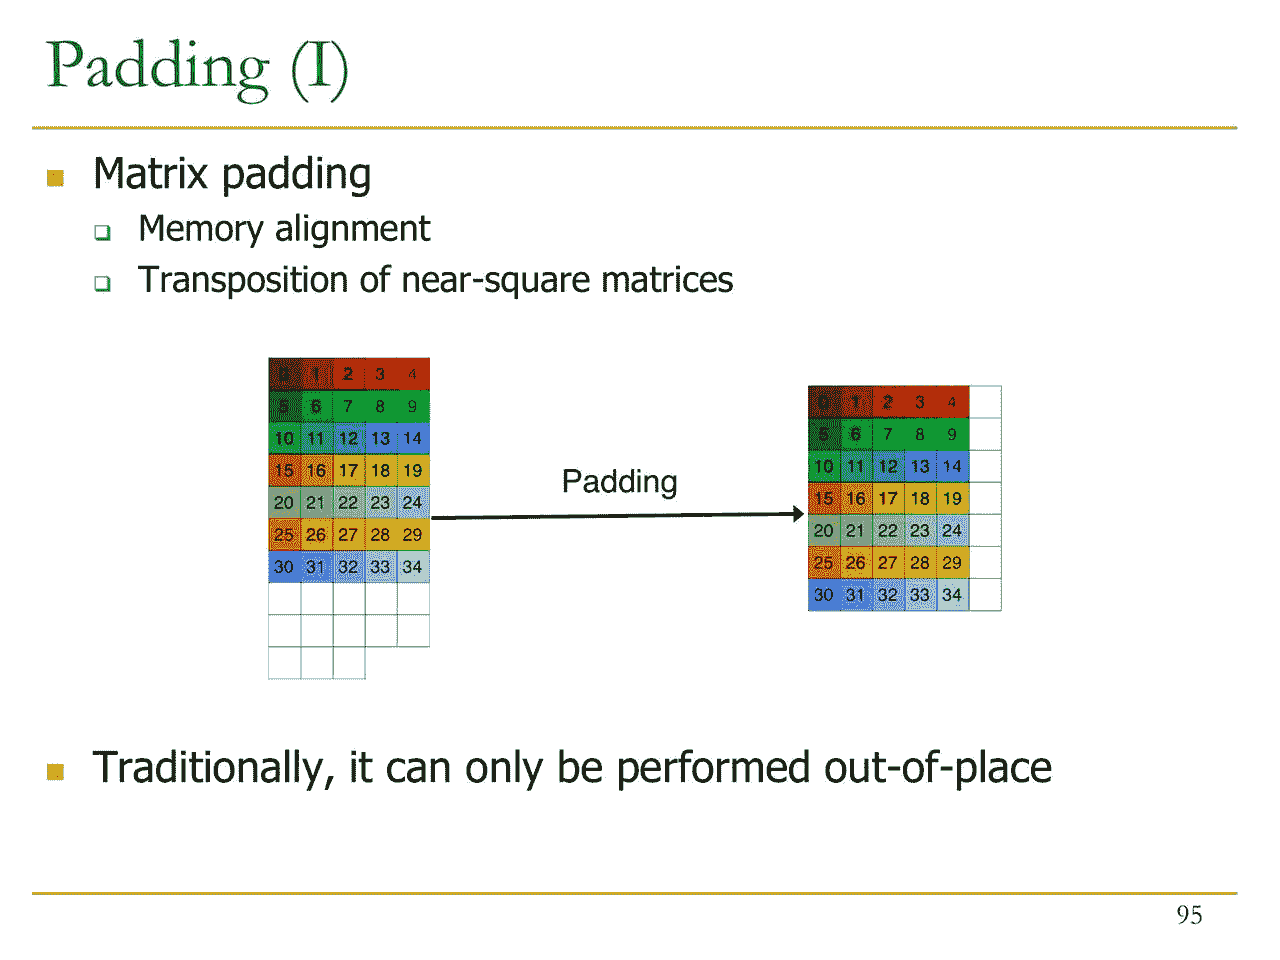 Padding (I)
Matrix padding
Memory alignment
Transposition of near-square matrices
0 1 2 3 4
5 6 7 8 9
10 11 12 13 14
15 16 17 18 19
20 21 22 23 24
25 26 27 28 29
30 31 32 33 34
Padding
0 1 2 3 4
5 6 7 8 9
10 11 12 13 14
15 16 17 18 19
20 21 22 23 24
25 26 27 28 29
30 31 32 33 34
Traditionally, it can only be performed out-of-place
95